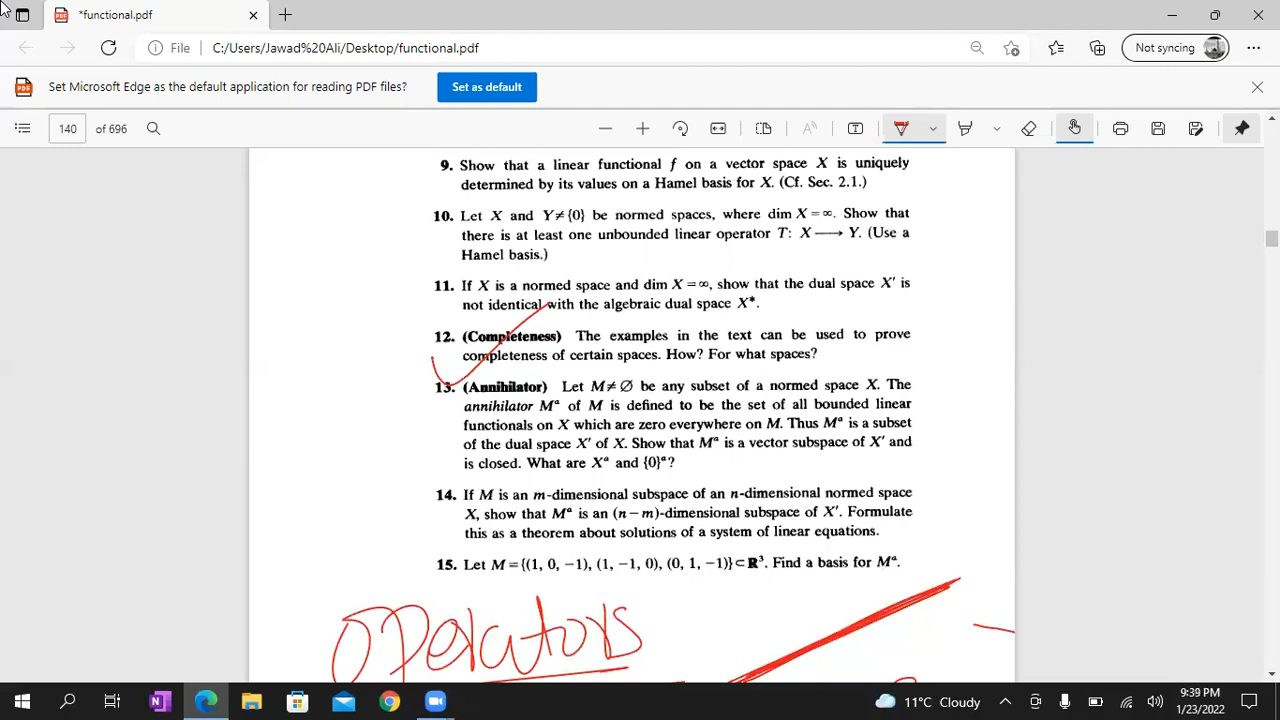 *functional.pdf
File
C:/Users/Jawad%20Ali/Desktop/functional.pdf
Not syncing
Set Microsoft Edge as the default application for reading PDF files?
Set as default
140 of 696
9. Show that a linear functional f on a vector space X is uniquely
determined by its values on a Hamel basis for X. (Cf. Sec. 2.1.)
10. Let X and Y≠{0} be normed spaces, where dim X = ∞. Show that
there is at least one unbounded linear operator T: X ⟶ Y. (Use a
Hamel basis.)
11. If X is a normed space and dim X = ∞, show that the dual space X' is
not identical with the algebraic dual space X*.
12. (Completeness) The examples in the text can be used to prove
completeness of certain spaces. How? For what spaces?
13. (Annihilator) Let M≠∅ be any subset of a normed space X. The
annihilator Mᵃ of M is defined to be the set of all bounded linear
functionals on X which are zero everywhere on M. Thus Mᵃ is a subset
of the dual space X' of X. Show that Mᵃ is a vector subspace of X' and
is closed. What are Xᵃ and {0}ᵃ?
14. If M is an m-dimensional subspace of an n-dimensional normed space
X, show that Mᵃ is an (n−m)-dimensional subspace of X'. Formulate
this as a theorem about solutions of a system of linear equations.
15. Let M={(1, 0, −1), (1, −1, 0), (0, 1, −1)}⊂R³. Find a basis for Mᵃ.
Operators
11°C Cloudy
9:39 PM
1/23/2022